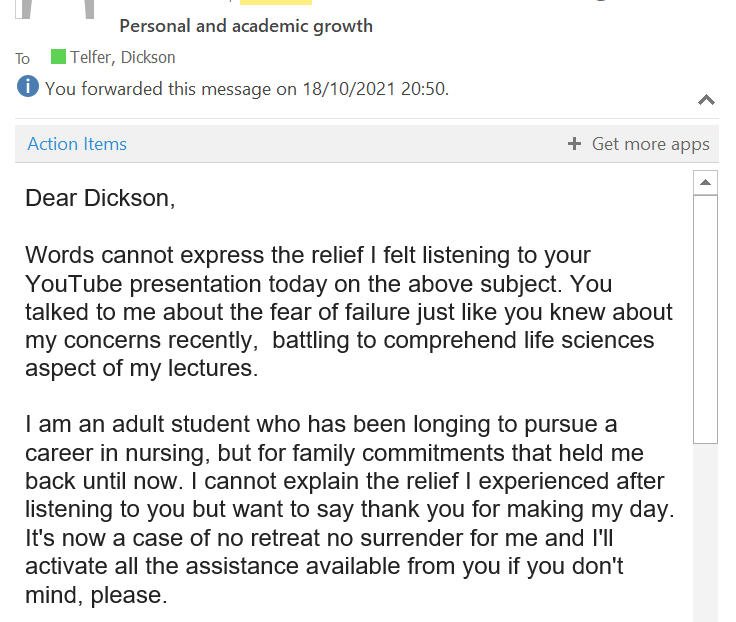 Personal and academic growth
To Telfer, Dickson
You forwarded this message on 18/10/2021 20:50.
Action Items + Get more apps
Dear Dickson,
Words cannot express the relief I felt listening to your
YouTube presentation today on the above subject. You
talked to me about the fear of failure just like you knew about
my concerns recently,  battling to comprehend life sciences
aspect of my lectures.
I am an adult student who has been longing to pursue a
career in nursing, but for family commitments that held me
back until now. I cannot explain the relief I experienced after
listening to you but want to say thank you for making my day.
It's now a case of no retreat no surrender for me and I'll
activate all the assistance available from you if you don't
mind, please.